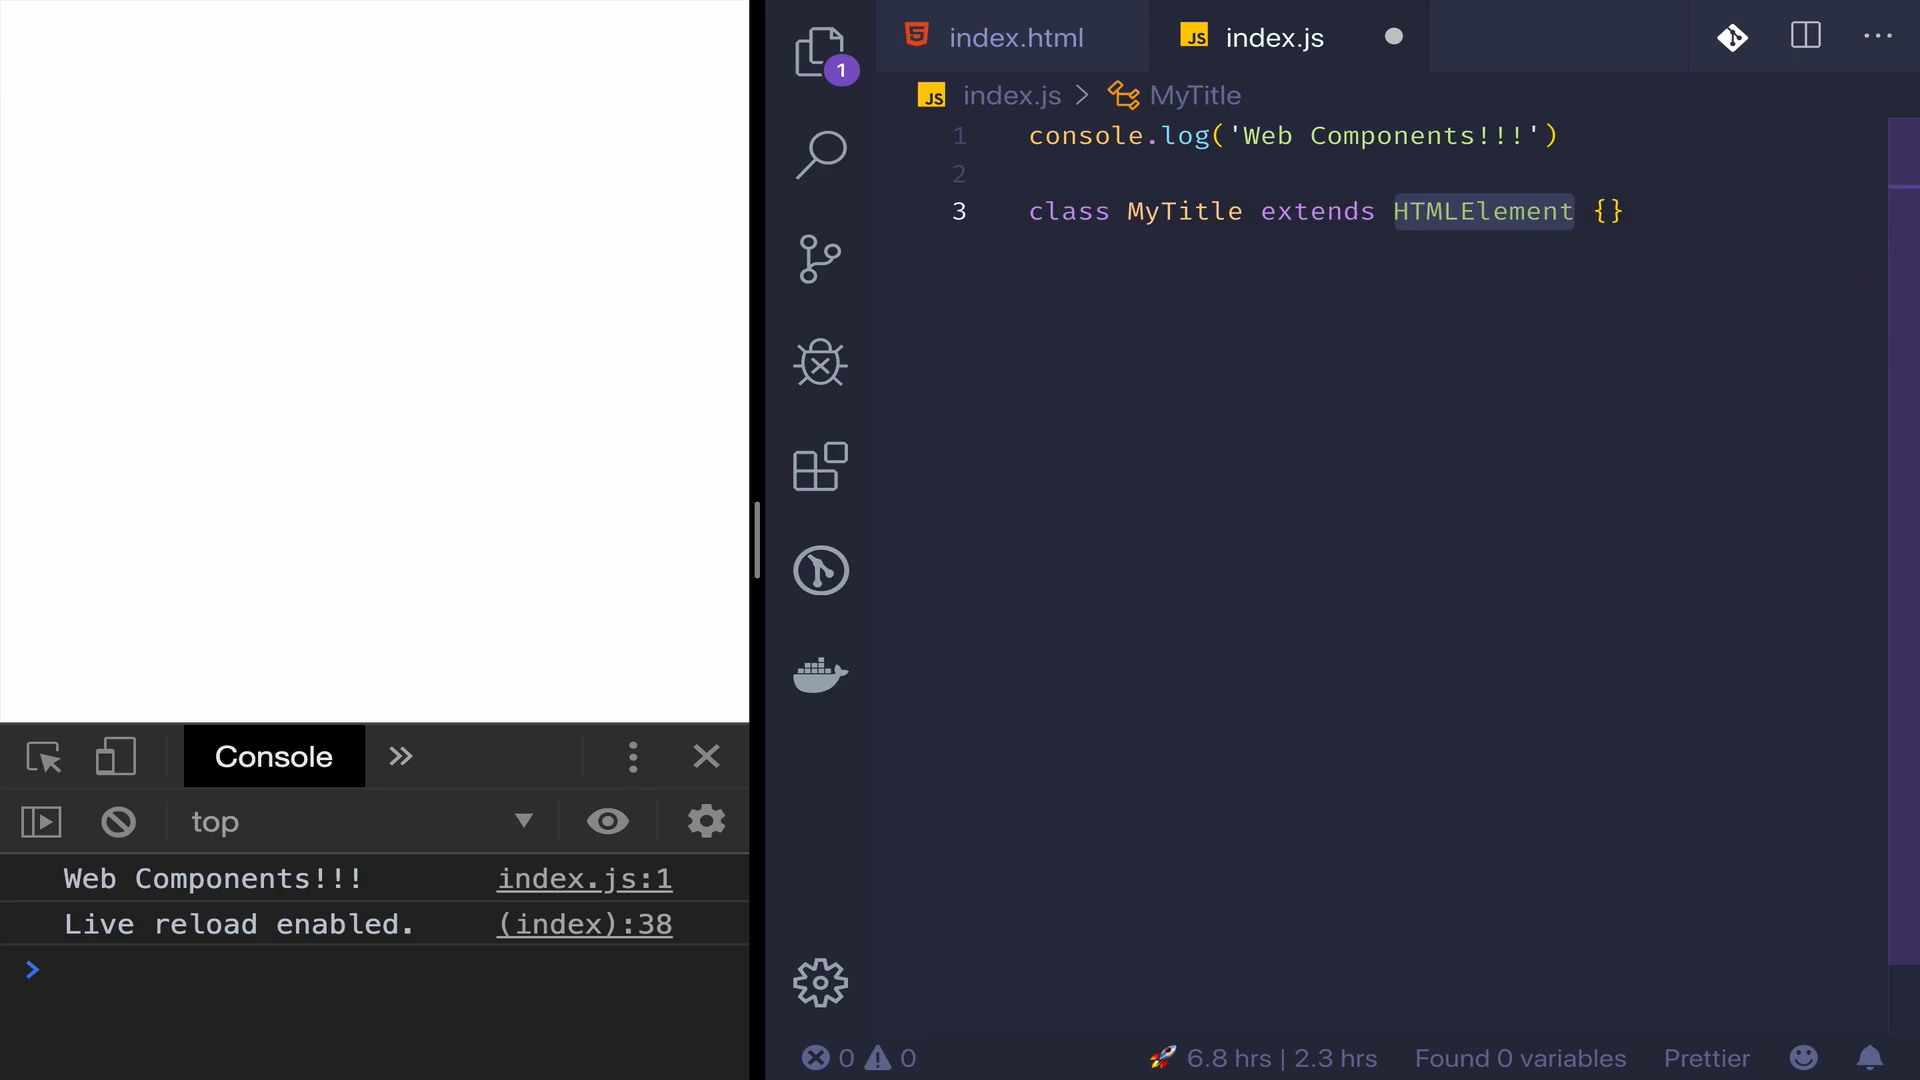 Console
top
Web Components!!! index.js:1
Live reload enabled. (index):38
>
1
index.html
JS index.js
JS index.js > MyTitle
1 console.log('Web Components!!!')
2
3 class MyTitle extends HTMLElement {}
0 0 6.8 hrs | 2.3 hrs Found 0 variables Prettier